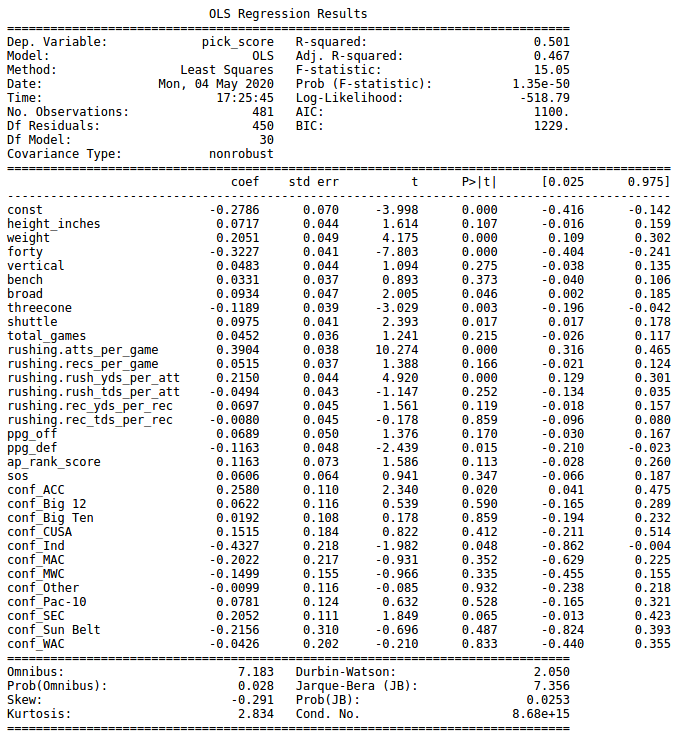 OLS Regression Results
==============================================================================
Dep. Variable:             pick_score   R-squared:                       0.501
Model:                            OLS   Adj. R-squared:                  0.467
Method:                 Least Squares   F-statistic:                     15.05
Date:                Mon, 04 May 2020   Prob (F-statistic):           1.35e-50
Time:                        17:25:45   Log-Likelihood:                -518.79
No. Observations:                 481   AIC:                             1100.
Df Residuals:                     450   BIC:                             1229.
Df Model:                          30
Covariance Type:            nonrobust
============================================================================================
                               coef    std err          t      P>|t|      [0.025      0.975]
--------------------------------------------------------------------------------------------
const                       -0.2786      0.070     -3.998      0.000      -0.416      -0.142
height_inches                0.0717      0.044      1.614      0.107      -0.016       0.159
weight                       0.2051      0.049      4.175      0.000       0.109       0.302
forty                       -0.3227      0.041     -7.803      0.000      -0.404      -0.241
vertical                     0.0483      0.044      1.094      0.275      -0.038       0.135
bench                        0.0331      0.037      0.893      0.373      -0.040       0.106
broad                        0.0934      0.047      2.005      0.046       0.002       0.185
threecone                   -0.1189      0.039     -3.029      0.003      -0.196      -0.042
shuttle                      0.0975      0.041      2.393      0.017       0.017       0.178
total_games                  0.0452      0.036      1.241      0.215      -0.026       0.117
rushing.atts_per_game        0.3904      0.038     10.274      0.000       0.316       0.465
rushing.recs_per_game        0.0515      0.037      1.388      0.166      -0.021       0.124
rushing.rush_yds_per_att     0.2150      0.044      4.920      0.000       0.129       0.301
rushing.rush_tds_per_att    -0.0494      0.043     -1.147      0.252      -0.134       0.035
rushing.rec_yds_per_rec      0.0697      0.045      1.561      0.119      -0.018       0.157
rushing.rec_tds_per_rec     -0.0080      0.045     -0.178      0.859      -0.096       0.080
ppg_off                      0.0689      0.050      1.376      0.170      -0.030       0.167
ppg_def                     -0.1163      0.048     -2.439      0.015      -0.210      -0.023
ap_rank_score                0.1163      0.073      1.586      0.113      -0.028       0.260
sos                          0.0606      0.064      0.941      0.347      -0.066       0.187
conf_ACC                     0.2580      0.110      2.340      0.020       0.041       0.475
conf_Big 12                  0.0622      0.116      0.539      0.590      -0.165       0.289
conf_Big Ten                 0.0192      0.108      0.178      0.859      -0.194       0.232
conf_CUSA                    0.1515      0.184      0.822      0.412      -0.211       0.514
conf_Ind                    -0.4327      0.218     -1.982      0.048      -0.862      -0.004
conf_MAC                    -0.2022      0.217     -0.931      0.352      -0.629       0.225
conf_MWC                    -0.1499      0.155     -0.966      0.335      -0.455       0.155
conf_Other                  -0.0099      0.116     -0.085      0.932      -0.238       0.218
conf_Pac-10                  0.0781      0.124      0.632      0.528      -0.165       0.321
conf_SEC                     0.2052      0.111      1.849      0.065      -0.013       0.423
conf_Sun Belt               -0.2156      0.310     -0.696      0.487      -0.824       0.393
conf_WAC                    -0.0426      0.202     -0.210      0.833      -0.440       0.355
==============================================================================
Omnibus:                        7.183   Durbin-Watson:                   2.050
Prob(Omnibus):                  0.028   Jarque-Bera (JB):                7.356
Skew:                          -0.291   Prob(JB):                       0.0253
Kurtosis:                       2.834   Cond. No.                     8.68e+15
==============================================================================